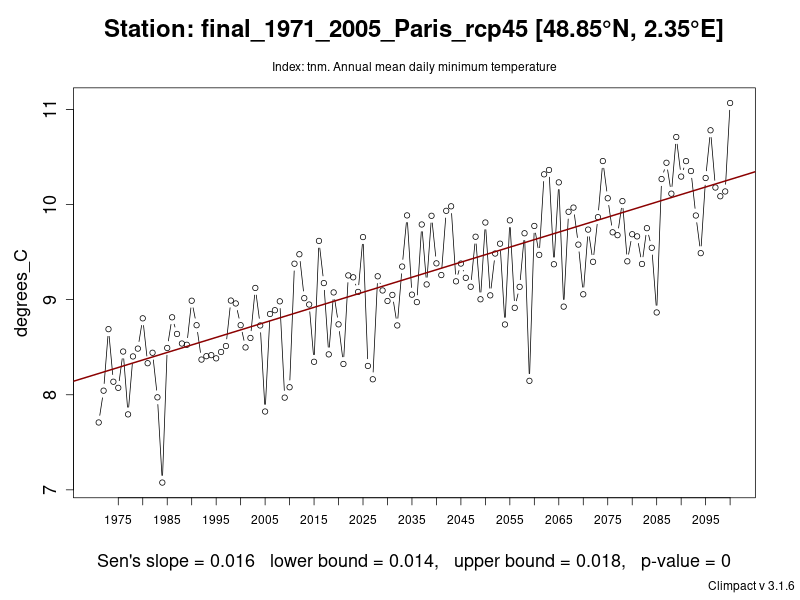 Station: final_1971_2005_Paris_rcp45 [48.85°N, 2.35°E]
Index: tnm. Annual mean daily minimum temperature
degrees_C
11
10
9
8
7
1975 1985 1995 2005 2015 2025 2035 2045 2055 2065 2075 2085 2095
Sen's slope = 0.016 lower bound = 0.014, upper bound = 0.018, p-value = 0
Climpact v 3.1.6